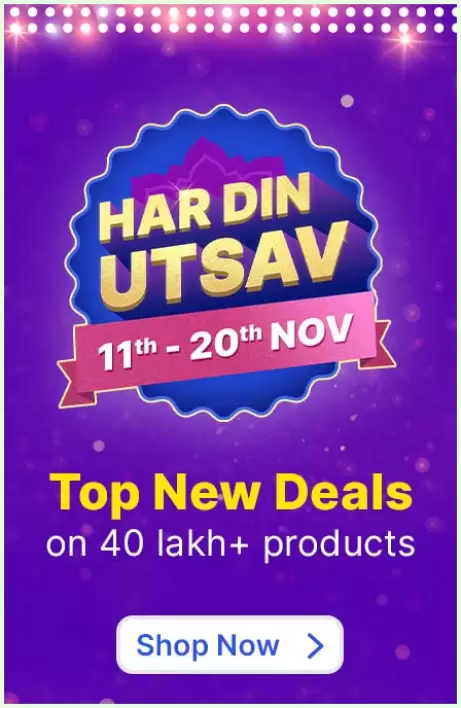 HAR DIN
UTSAV
11th - 20th NOV
Top New Deals
on 40 lakh+ products
Shop Now